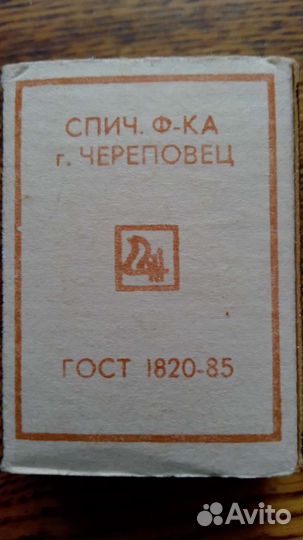 СПИЧ. Ф-КА
г. ЧЕРЕПОВЕЦ
ГОСТ 1820-85
Avito